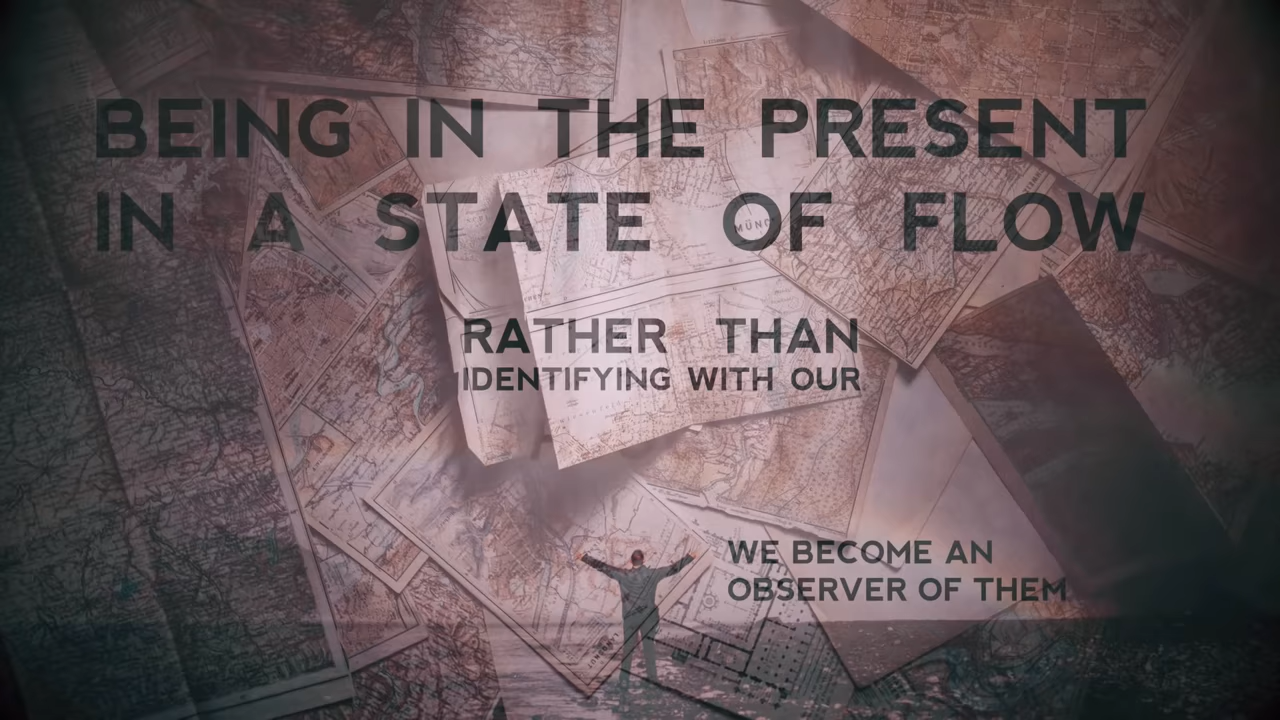 BEING IN THE PRESENT
IN A STATE OF FLOW
RATHER THAN
IDENTIFYING WITH OUR
WE BECOME AN
OBSERVER OF THEM